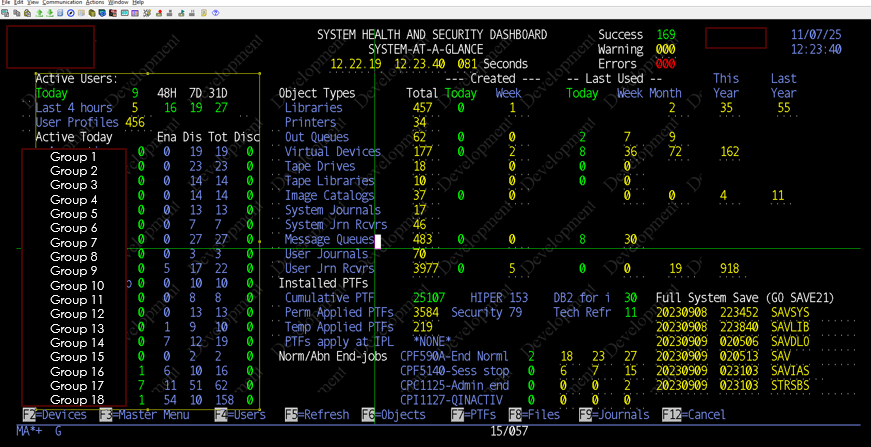 File Edit View Communication Actions Window Help
SYSTEM HEALTH AND SECURITY DASHBOARD Success 169 11/07/25
SYSTEM-AT-A-GLANCE Warning 000 12:23:40
12.22.19 12.23.40 081 Seconds Errors 000
Active Users: --- Created --- -- Last Used -- This Last
Today 9 48H 7D 31D Object Types Total Today Week Today Week Month Year Year
Last 4 hours 5 16 19 27 Libraries 457 0 1 2 35 55
User Profiles 456 Printers 34
Active Today Ena Dis Tot Disc Out Queues 62 0 0 2 7 9
Group 1 0 0 19 19 0 Virtual Devices 177 0 2 8 36 72 162
Group 2 0 0 23 23 0 Tape Drives 18 0 0
Group 3 0 0 14 14 0 Tape Libraries 10 0 0
Group 4 0 0 14 14 0 Image Catalogs 37 0 0 0 0 0 4 11
Group 5 0 0 13 13 0 System Journals 17
Group 6 0 0 7 7 0 System Jrn Rcvrs 46
Group 7 0 0 27 27 0 Message Queues 483 0 0 8 30
Group 8 0 0 3 3 0 User Journals 70
Group 9 0 5 17 22 0 User Jrn Rcvrs 3977 0 5 0 0 19 918
Group 10 0 0 10 10 0 Installed PTFs
Group 11 0 0 8 8 0 Cumulative PTF 25107 HIPER 153 DB2 for i 30 Full System Save (GO SAVE21)
Group 12 0 0 13 13 0 Perm Applied PTFs 3584 Security 79 Tech Refr 11 20230908 223452 SAVSYS
Group 13 0 1 9 10 0 Temp Applied PTFs 219 20230908 223840 SAVLIB
Group 14 0 7 12 19 0 PTFs apply at IPL *NONE* 20230909 020506 SAVDLO
Group 15 0 0 2 2 0 Norm/Abn End-jobs CPF590A-End Norml 2 18 23 27 20230909 020513 SAV
Group 16 1 6 10 16 0 CPF5140-Sess stop 0 6 7 15 20230909 023103 SAVIAS
Group 17 7 11 51 62 0 CPC1125-Admin end 0 0 0 2 20230909 023103 STRSBS
Group 18 1 54 10 158 0 CPI1127-QINACTIV 0 0 0 0
F2=Devices F3=Master Menu F4=Users F5=Refresh F6=Objects F7=PTFs F8=Files F9=Journals F12=Cancel
MA*+ G 15/057
Development